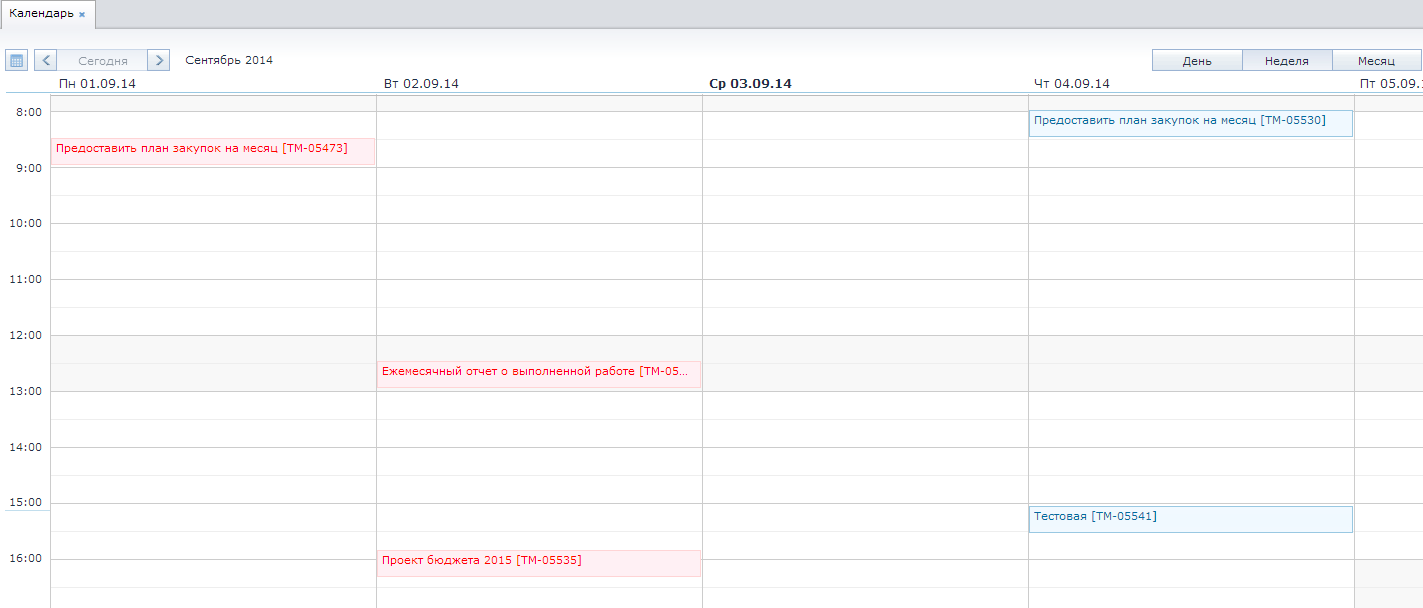 Календарь
Сегодня Сентябрь 2014 День Неделя Месяц
Пн 01.09.14 Вт 02.09.14 Ср 03.09.14 Чт 04.09.14 Пт 05.09.
8:00
Предоставить план закупок на месяц [TM-05530]
Предоставить план закупок на месяц [TM-05473]
9:00
10:00
11:00
12:00
Ежемесячный отчет о выполненной работе [TM-05...
13:00
14:00
15:00
Тестовая [TM-05541]
16:00
Проект бюджета 2015 [TM-05535]